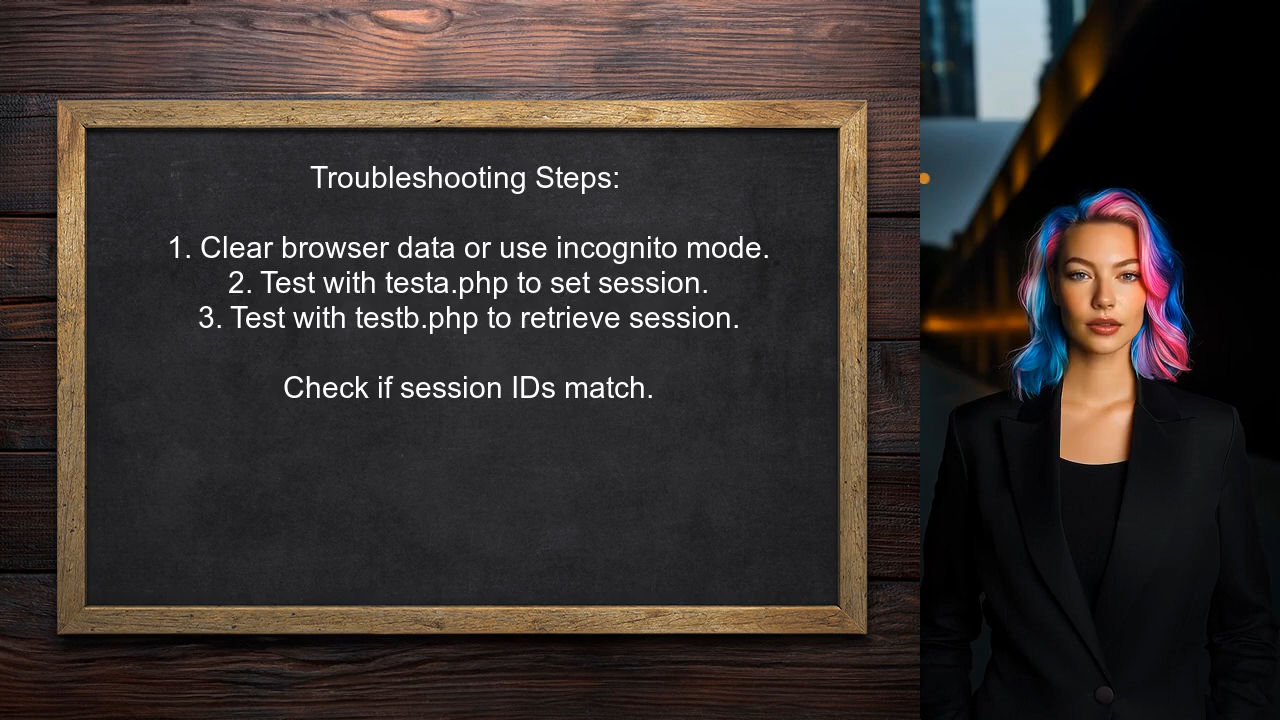 Troubleshooting Steps:
1. Clear browser data or use incognito mode.
2. Test with testa.php to set session.
3. Test with testb.php to retrieve session.
Check if session IDs match.